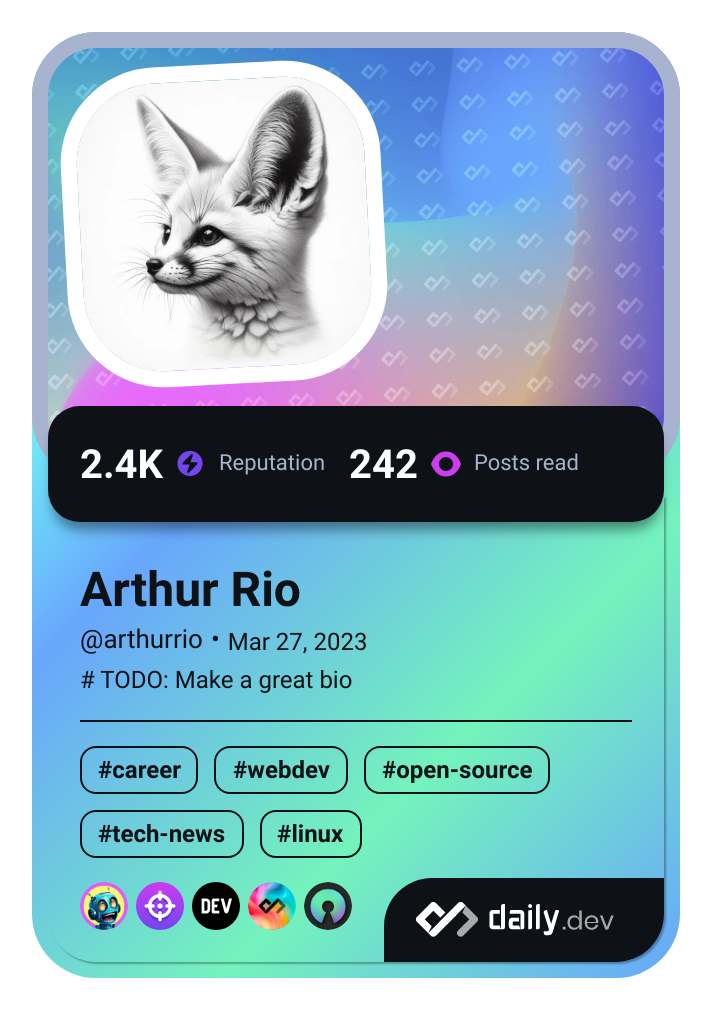 2.4K Reputation 242 Posts read
Arthur Rio
@arthurrio • Mar 27, 2023
# TODO: Make a great bio
#career #webdev #open-source
#tech-news #linux
DEV
daily.dev